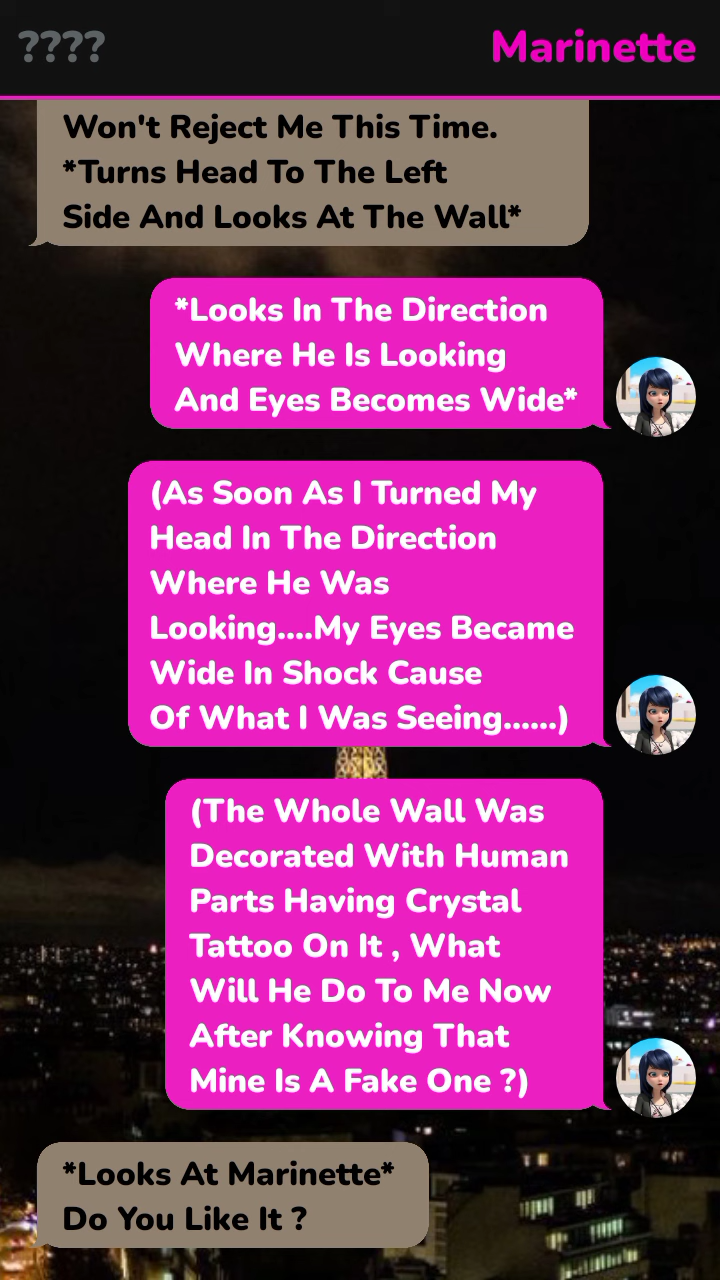 ???? Marinette
Won't Reject Me This Time.
*Turns Head To The Left
Side And Looks At The Wall*
*Looks In The Direction
Where He Is Looking
And Eyes Becomes Wide*
(As Soon As I Turned My
Head In The Direction
Where He Was
Looking....My Eyes Became
Wide In Shock Cause
Of What I Was Seeing......)
(The Whole Wall Was
Decorated With Human
Parts Having Crystal
Tattoo On It , What
Will He Do To Me Now
After Knowing That
Mine Is A Fake One ?)
*Looks At Marinette*
Do You Like It ?